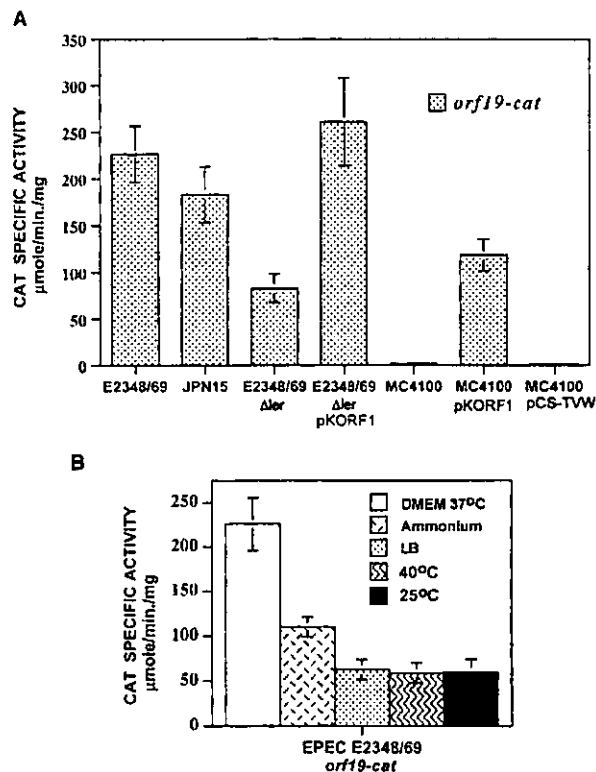 A
350
300
250
200
150
100
50
0
CAT SPECIFIC ACTIVITY
µmole/min./mg
orf19-cat
E2348/69
JPN15
E2348/69
Δler
E2348/69
Δler
pKORF1
MC4100
MC4100
pKORF1
MC4100
pCS-TVW
B
250
200
150
100
50
0
CAT SPECIFIC ACTIVITY
µmole/min./mg
DMEM 37ºC
Ammonium
LB
40ºC
25ºC
EPEC E2348/69
orf19-cat